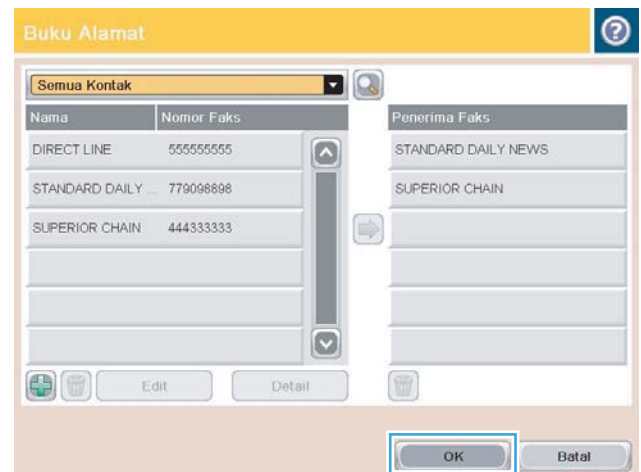 Buku Alamat
?
Semua Kontak
Nama Nomor Faks
DIRECT LINE 555555555
STANDARD DAILY ... 779098898
SUPERIOR CHAIN 444333333
Edit Detail
Penerima Faks
STANDARD DAILY NEWS
SUPERIOR CHAIN
OK Batal